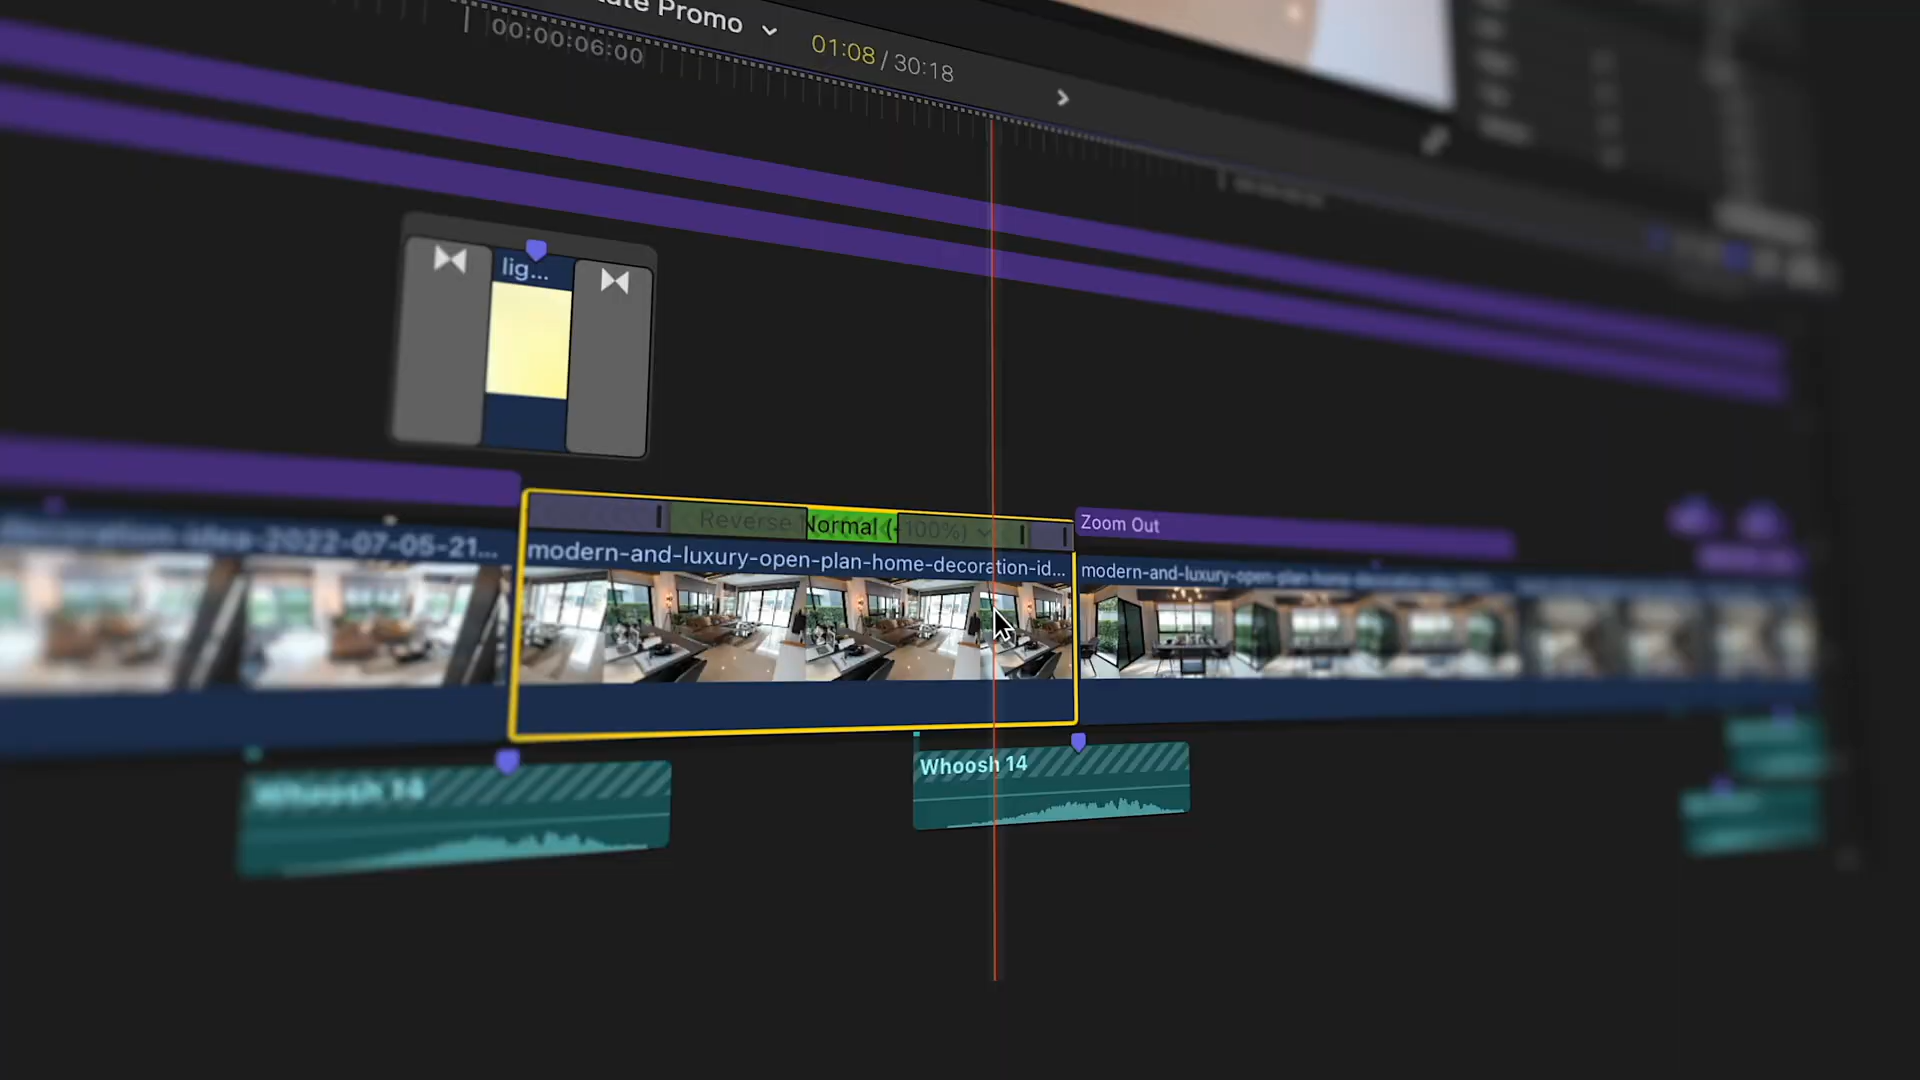 Promo
01:08 / 30:18
00:00:06:00
lig...
Reverse Normal (-100%)
Zoom Out
decoration-idea-2022-07-05-21...
modern-and-luxury-open-plan-home-decoration-id...
modern-and-luxury-open-plan-home-decoration
Whoosh 14
Whoosh 14